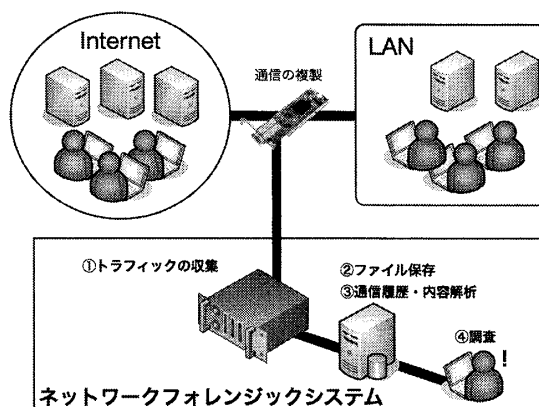 Internet
通信の複製
LAN
①トラフィックの収集
②ファイル保存
③通信履歴・内容解析
④調査
!
ネットワークフォレンジックシステム